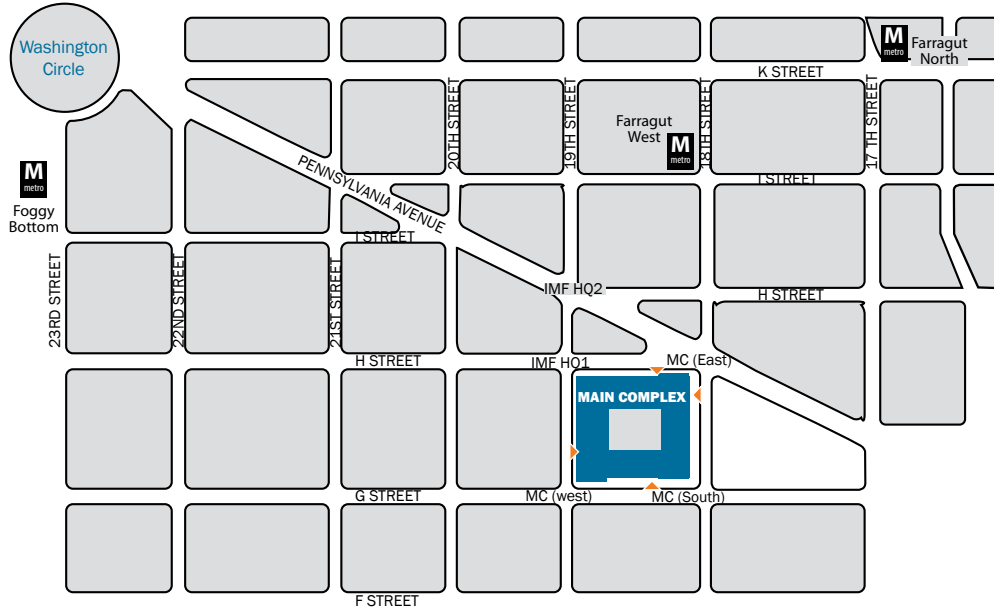 Washington
Circle
M
metro
Farragut
North
K STREET
20TH STREET
19TH STREET
Farragut
West
M
metro
18TH STREET
17 TH STREET
M
metro
Foggy
Bottom
PENNSYLVANIA AVENUE
I STREET
I STREET
23RD STREET
22ND STREET
21ST STREET
IMF HQ2
H STREET
H STREET
IMF HQ1
MC (East)
MAIN COMPLEX
G STREET
MC (west)
MC (South)
F STREET